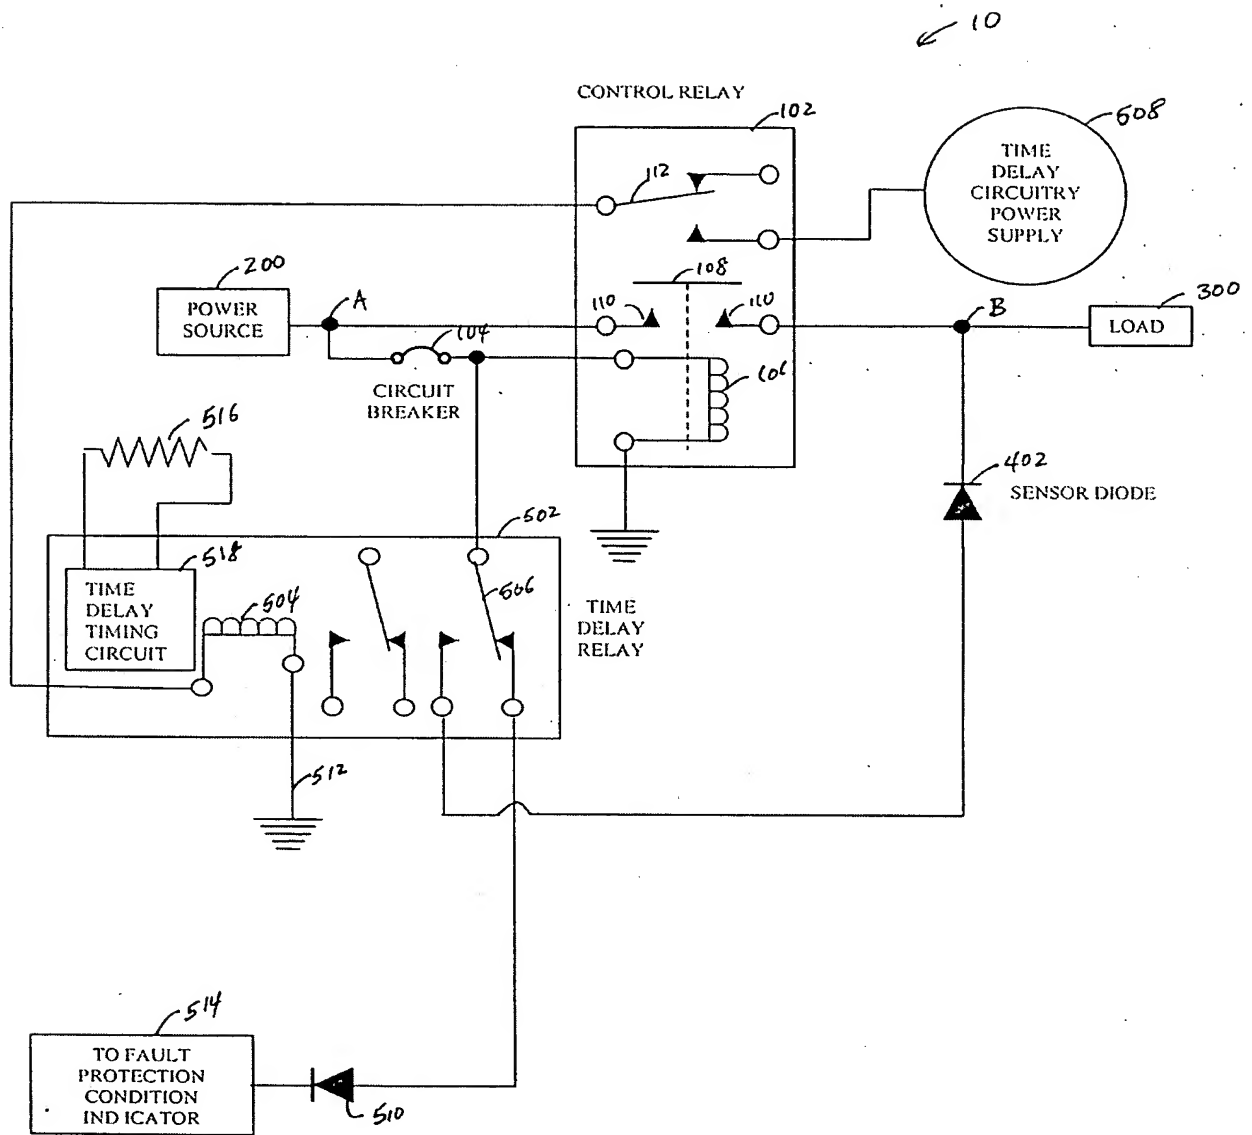 10
CONTROL RELAY
102
508
TIME
DELAY
CIRCUITRY
POWER
SUPPLY
112
200
POWER
SOURCE
A
108
110
110
B
300
LOAD
104
CIRCUIT
BREAKER
106
516
402
SENSOR DIODE
502
518
TIME
DELAY
TIMING
CIRCUIT
504
506
TIME
DELAY
RELAY
512
514
TO FAULT
PROTECTION
CONDITION
INDICATOR
510